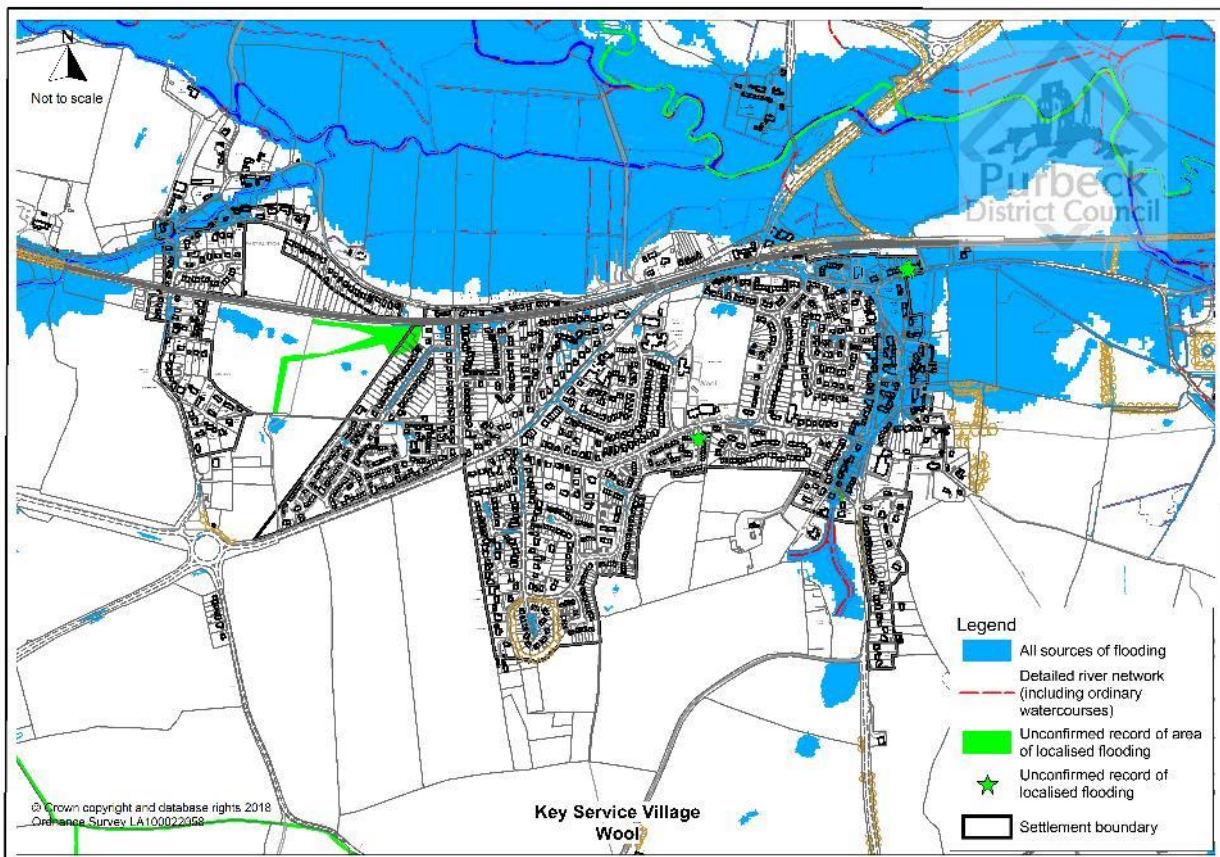 N
Not to scale
Purbeck
District Council
Legend
All sources of flooding
Detailed river network
(including ordinary
watercourses)
Unconfirmed record of area
of localised flooding
Unconfirmed record of
localised flooding
Settlement boundary
© Crown copyright and database rights 2018
Ordnance Survey LA100022058
Key Service Village
Wool